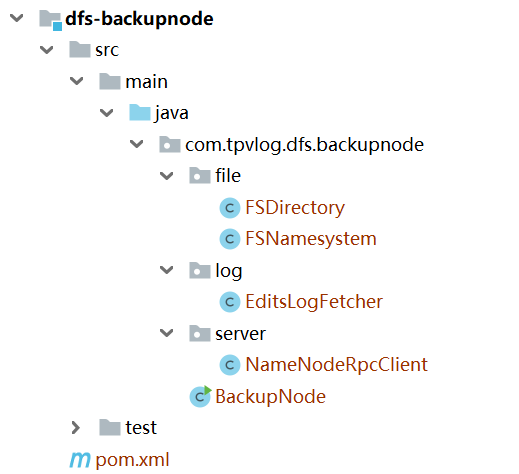 dfs-backupnode
src
main
java
com.tpvlog.dfs.backupnode
file
FSDirectory
FSNamesystem
log
EditsLogFetcher
server
NameNodeRpcClient
BackupNode
test
pom.xml